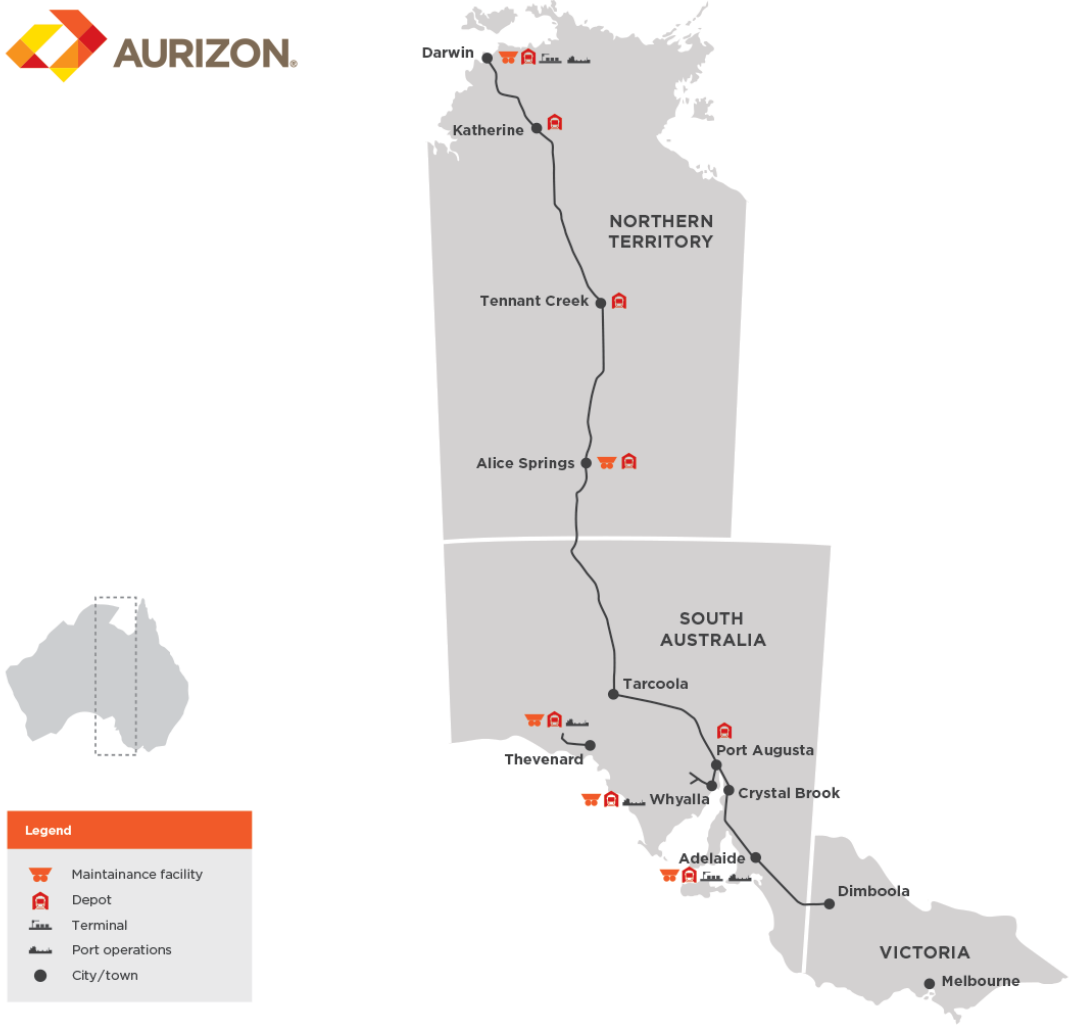 AURIZON®
Darwin
Katherine
NORTHERN
TERRITORY
Tennant Creek
Alice Springs
SOUTH
AUSTRALIA
Tarcoola
Thevenard
Port Augusta
Whyalla
Crystal Brook
Adelaide
Dimboola
VICTORIA
Melbourne
Legend
Maintainance facility
Depot
Terminal
Port operations
City/town